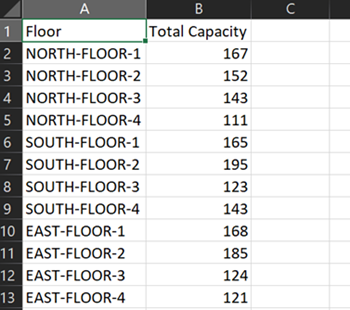 A B C
1 Floor Total Capacity
2 NORTH-FLOOR-1 167
3 NORTH-FLOOR-2 152
4 NORTH-FLOOR-3 143
5 NORTH-FLOOR-4 111
6 SOUTH-FLOOR-1 165
7 SOUTH-FLOOR-2 195
8 SOUTH-FLOOR-3 123
9 SOUTH-FLOOR-4 143
10 EAST-FLOOR-1 168
11 EAST-FLOOR-2 185
12 EAST-FLOOR-3 124
13 EAST-FLOOR-4 121